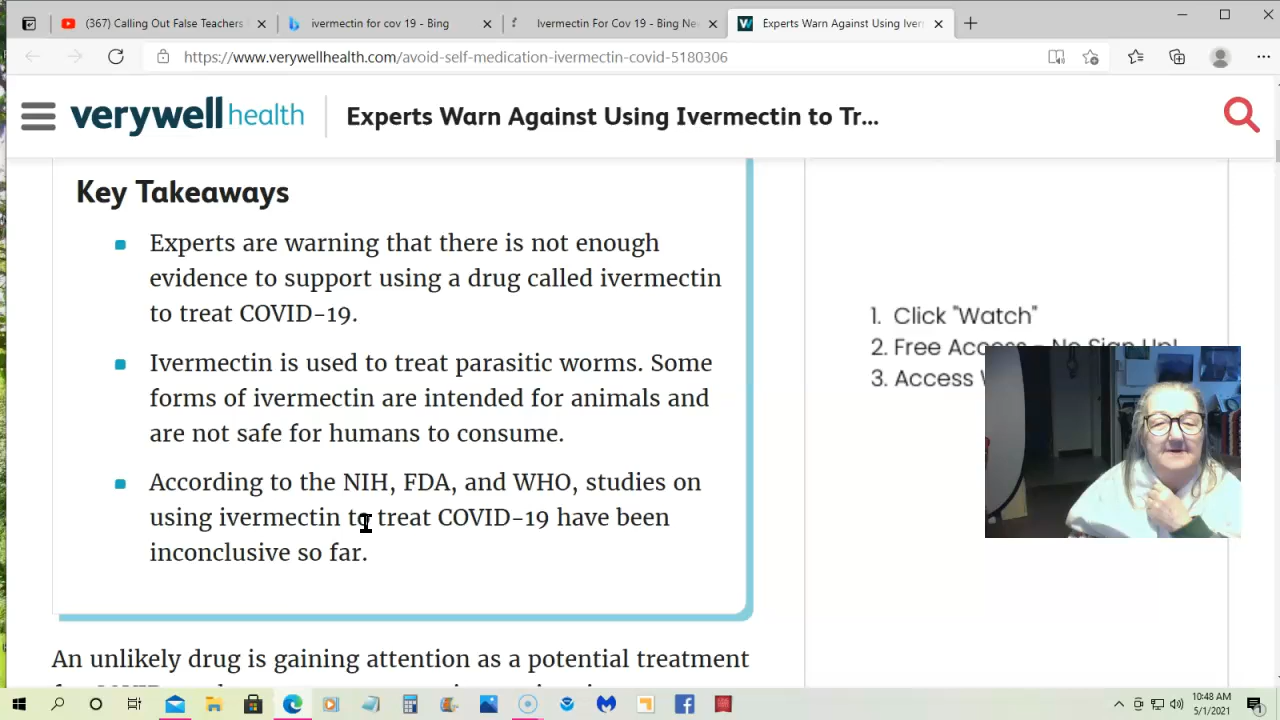 (367) Calling Out False Teachers
ivermectin for cov 19 - Bing
Ivermectin For Cov 19 - Bing Ne
Experts Warn Against Using Iver
https://www.verywellhealth.com/avoid-self-medication-ivermectin-covid-5180306
verywell health
Experts Warn Against Using Ivermectin to Tr...
Key Takeaways
Experts are warning that there is not enough
evidence to support using a drug called ivermectin
to treat COVID-19.
Ivermectin is used to treat parasitic worms. Some
forms of ivermectin are intended for animals and
are not safe for humans to consume.
According to the NIH, FDA, and WHO, studies on
using ivermectin to treat COVID-19 have been
inconclusive so far.
An unlikely drug is gaining attention as a potential treatment
1. Click "Watch"
2. Free Access - No Sign Up!
3. Access
10:48 AM
5/1/2021